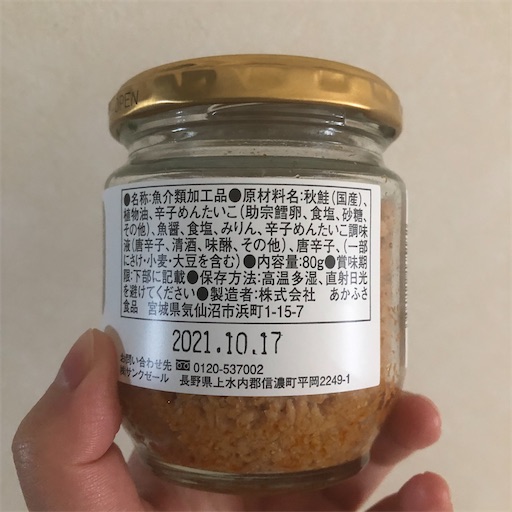 OPEN
●名称:魚介類加工品●原材料名:秋鮭(国産)、
植物油、辛子めんたいこ(助宗鱈卵、食塩、砂糖、
その他)、魚醤、食塩、みりん、辛子めんたいこ調味
液(唐辛子、清酒、味醂、その他)、唐辛子、(一部
にさけ・小麦・大豆を含む)●内容量:80g●賞味期
限:下部に記載●保存方法:高温多湿、直射日光
を避けてください●製造者:株式会社 あかふさ
食品 宮城県気仙沼市浜町1-15-7
2021.10.17
お問い合わせ先 0120-537002
㈱サンクゼール 長野県上水内郡信濃町平岡2249-1